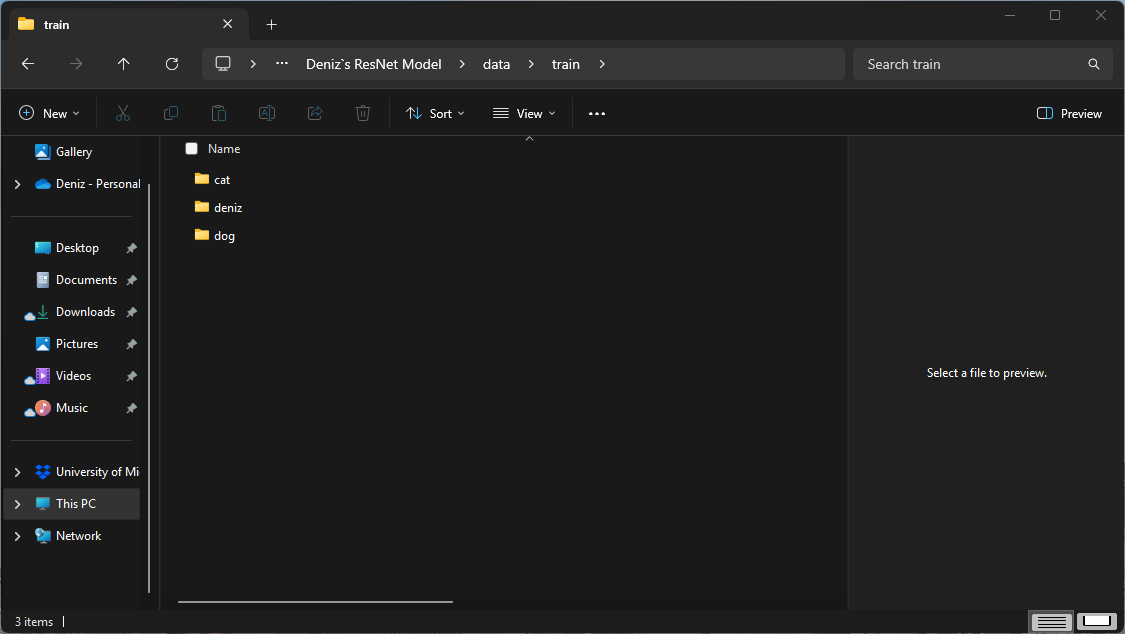 train
Deniz`s ResNet Model data train
Search train
New Sort View Preview
Gallery
Deniz - Personal
Desktop
Documents
Downloads
Pictures
Videos
Music
University of Mi
This PC
Network
Name
cat
deniz
dog
Select a file to preview.
3 items